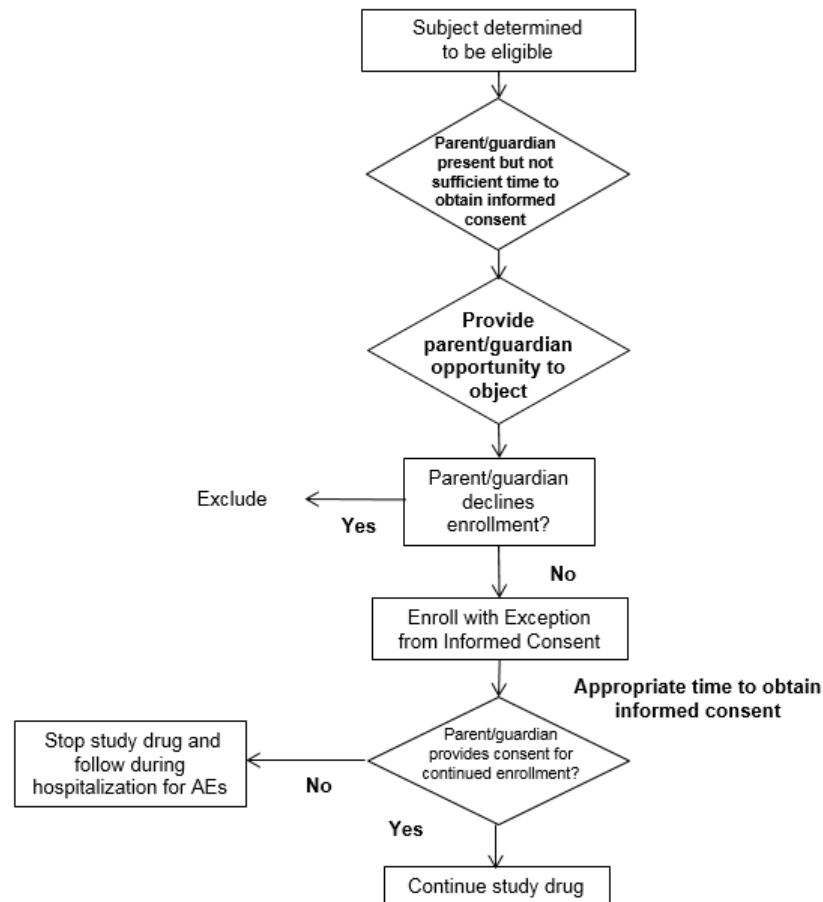 Subject determined
to be eligible
Parent/guardian
present but not
sufficient time to
obtain informed
consent
Provide
parent/guardian
opportunity to
object
Parent/guardian
declines
enrollment?
Exclude
Yes
No
Enroll with Exception
from Informed Consent
Appropriate time to obtain
informed consent
Parent/guardian
provides consent for
continued enrollment?
Stop study drug and
follow during
hospitalization for AEs
No
Yes
Continue study drug